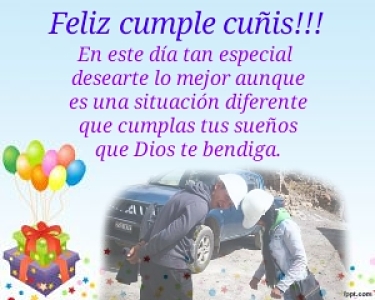 Feliz cumple cuñis!!!
En este día tan especial
desearte lo mejor aunque
es una situación diferente
que cumplas tus sueños
que Dios te bendiga.